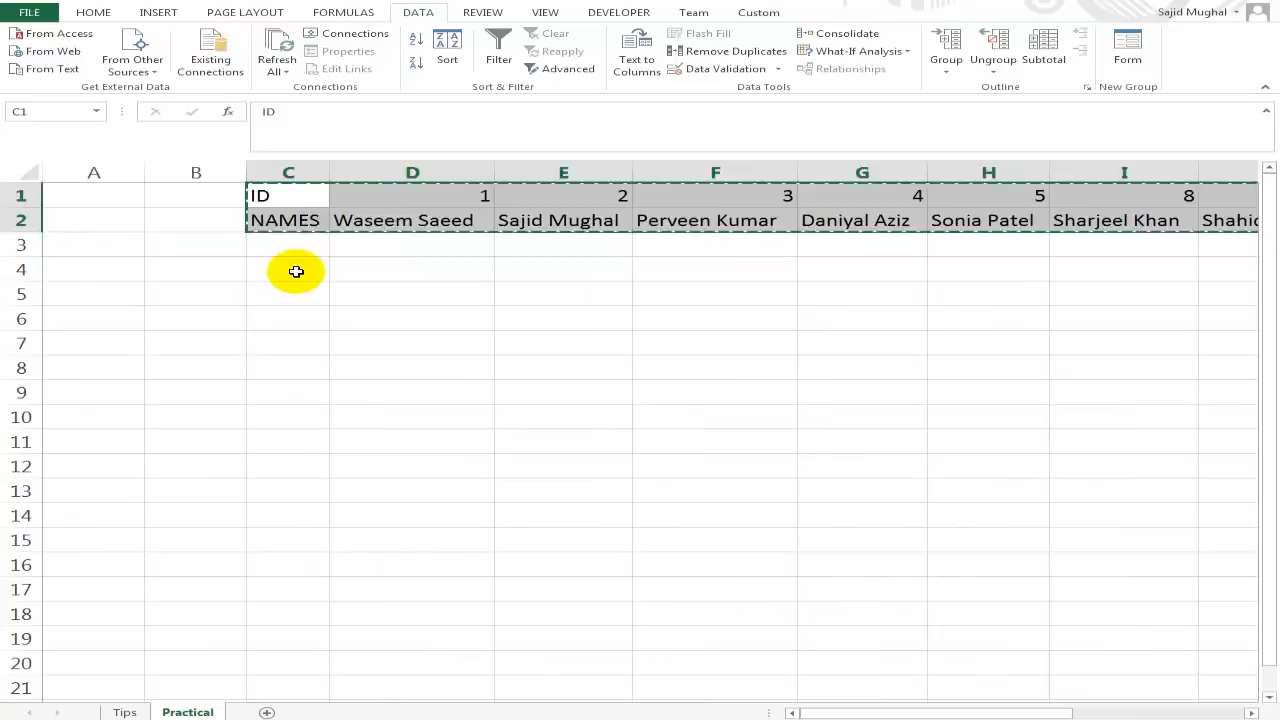 FILE HOME INSERT PAGE LAYOUT FORMULAS DATA REVIEW VIEW DEVELOPER Team Custom Sajid Mughal
From Access
From Web
From Text
From Other Sources
Existing Connections
Get External Data
Refresh All
Connections
Properties
Edit Links
Connections
Sort
Filter
Clear
Reapply
Advanced
Sort & Filter
Text to Columns
Flash Fill
Remove Duplicates
Data Validation
Consolidate
What-If Analysis
Relationships
Data Tools
Group
Ungroup
Subtotal
Outline
Form
New Group
C1 fx ID
A B C D E F G H I
1 ID 1 2 3 4 5 8
2 NAMES Waseem Saeed Sajid Mughal Perveen Kumar Daniyal Aziz Sonia Patel Sharjeel Khan
3
4
5
6
7
8
9
10
11
12
13
14
15
16
17
18
19
20
21
Tips Practical